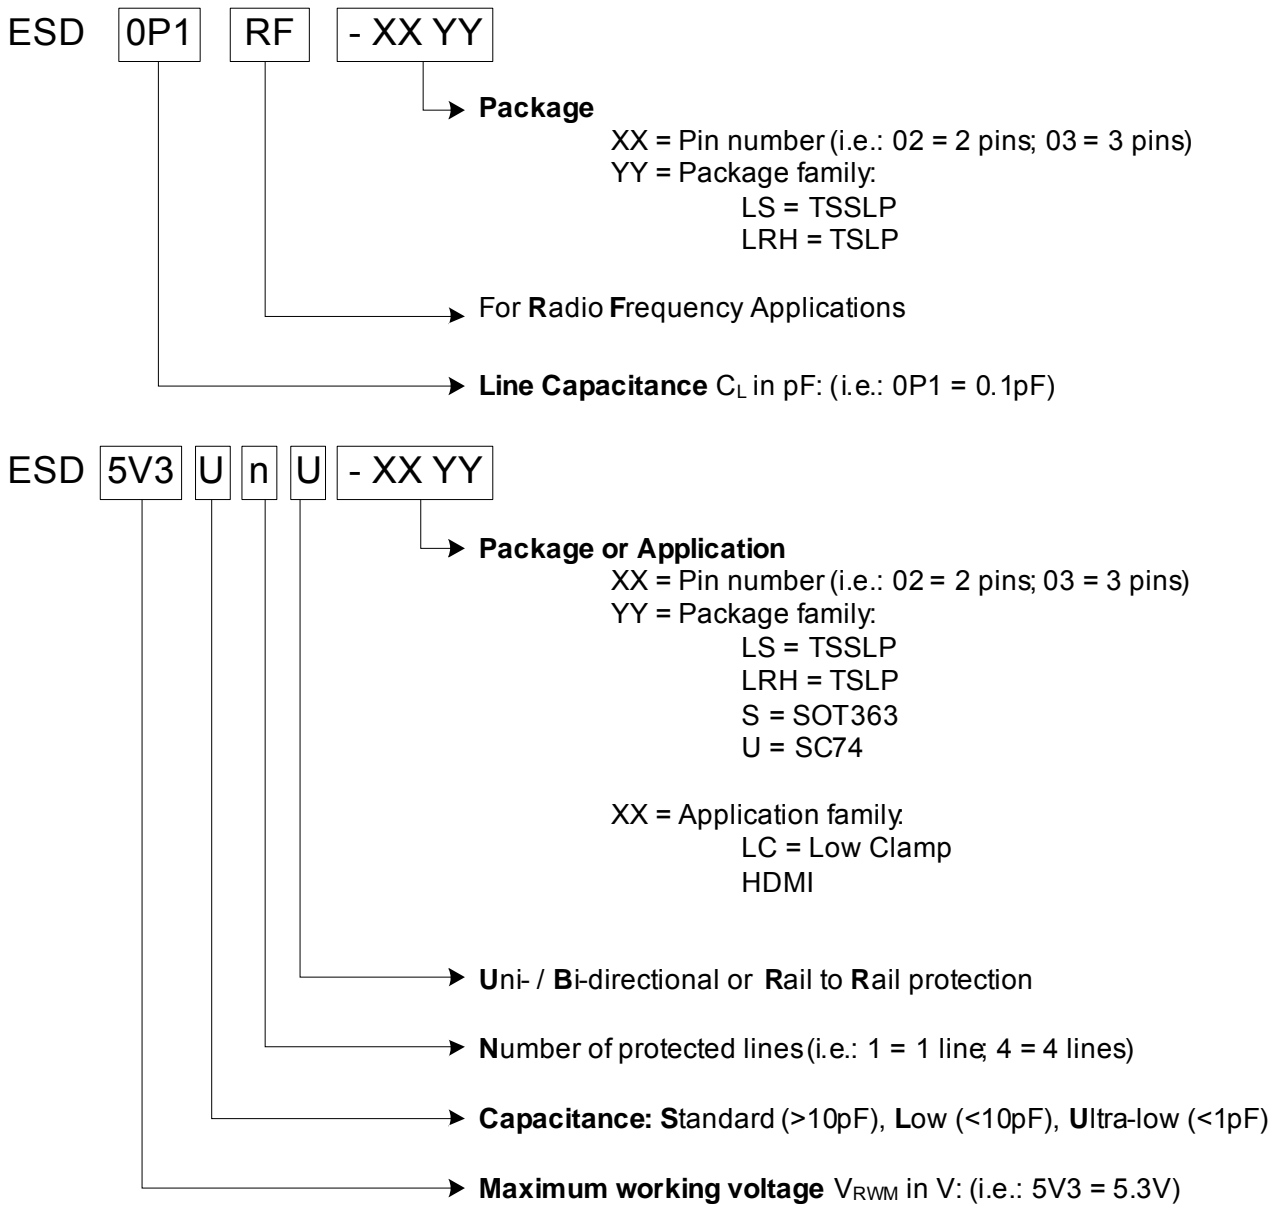 ESD 0P1 RF - XX YY
Package
XX = Pin number (i.e.: 02 = 2 pins; 03 = 3 pins)
YY = Package family:
LS = TSSLP
LRH = TSLP
For Radio Frequency Applications
Line Capacitance CL in pF: (i.e.: 0P1 = 0.1pF)
ESD 5V3 U n U - XX YY
Package or Application
XX = Pin number (i.e.: 02 = 2 pins; 03 = 3 pins)
YY = Package family:
LS = TSSLP
LRH = TSLP
S = SOT363
U = SC74
XX = Application family:
LC = Low Clamp
HDMI
Uni- / Bi-directional or Rail to Rail protection
Number of protected lines (i.e.: 1 = 1 line; 4 = 4 lines)
Capacitance: Standard (>10pF), Low (<10pF), Ultra-low (<1pF)
Maximum working voltage VRWM in V: (i.e.: 5V3 = 5.3V)